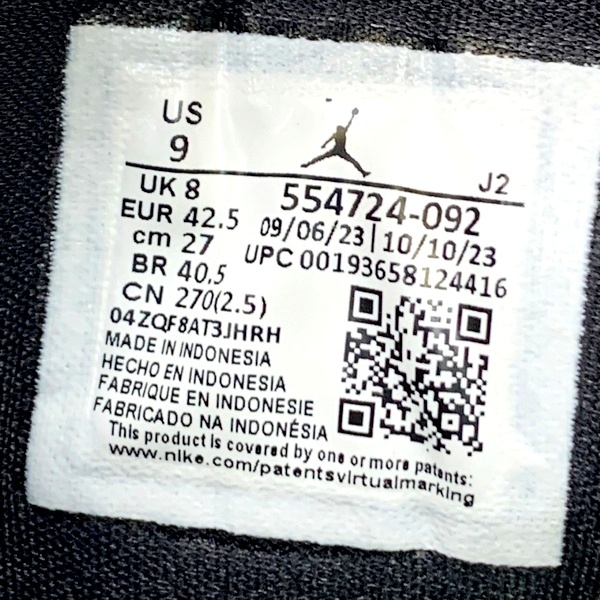 US
9
J2
UK 8
554724-092
EUR 42.5
09/06/23|10/10/23
cm 27
UPC 00193658124416
BR 40.5
CN 270(2.5)
04ZQF8AT3JHRH
MADE IN INDONESIA
HECHO EN INDONESIA
FABRIQUE EN INDONESIE
FABRICADO NA INDONÉSIA
This product is covered by one or more patents:
www.nike.com/patentsvirtualmarking